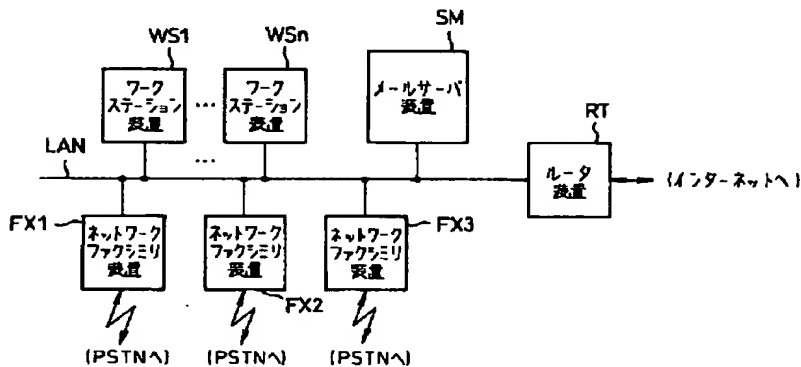 SM
WS1
WSn
ワーク
ステーション
装置
...
ワーク
ステーション
装置
メールサーバ
装置
RT
LAN
...
ルータ
装置
(インターネットへ)
FX1
ネットワーク
ファクシミリ
装置
ネットワーク
ファクシミリ
装置
FX2
ネットワーク
ファクシミリ
装置
FX3
(PSTNへ)
(PSTNへ)
(PSTNへ)